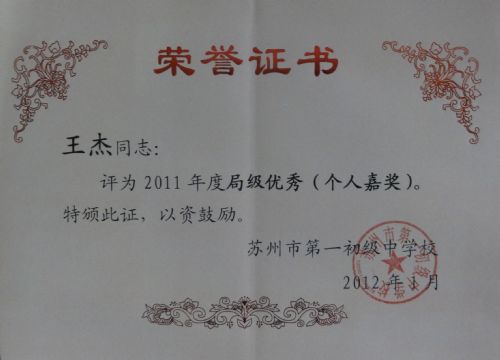 荣誉证书
王杰同志：
评为2011年度局级优秀（个人嘉奖）。
特颁此证，以资鼓励。
苏州市第一初级中学校
2012年1月